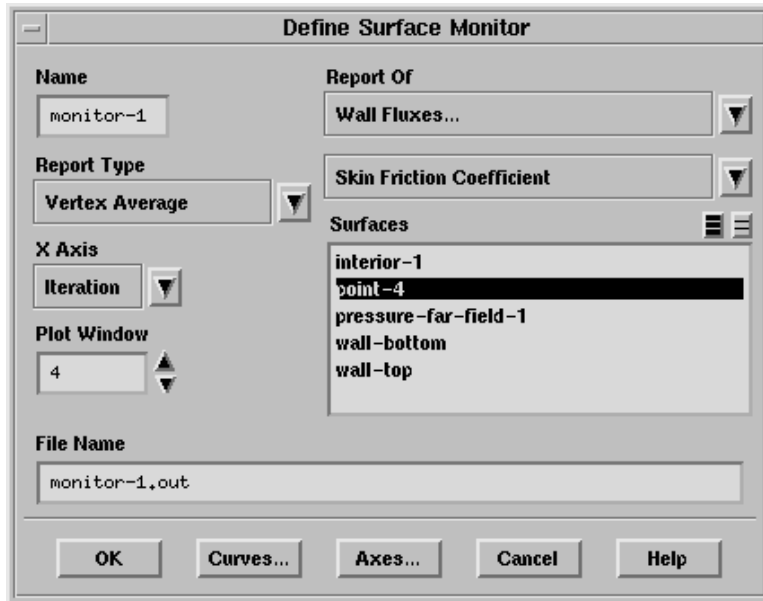 Define Surface Monitor
Name
monitor-1
Report Type
Vertex Average
X Axis
Iteration
Plot Window
4
Report Of
Wall Fluxes...
Skin Friction Coefficient
Surfaces
interior-1
point-4
pressure-far-field-1
wall-bottom
wall-top
File Name
monitor-1.out
OK
Curves...
Axes...
Cancel
Help